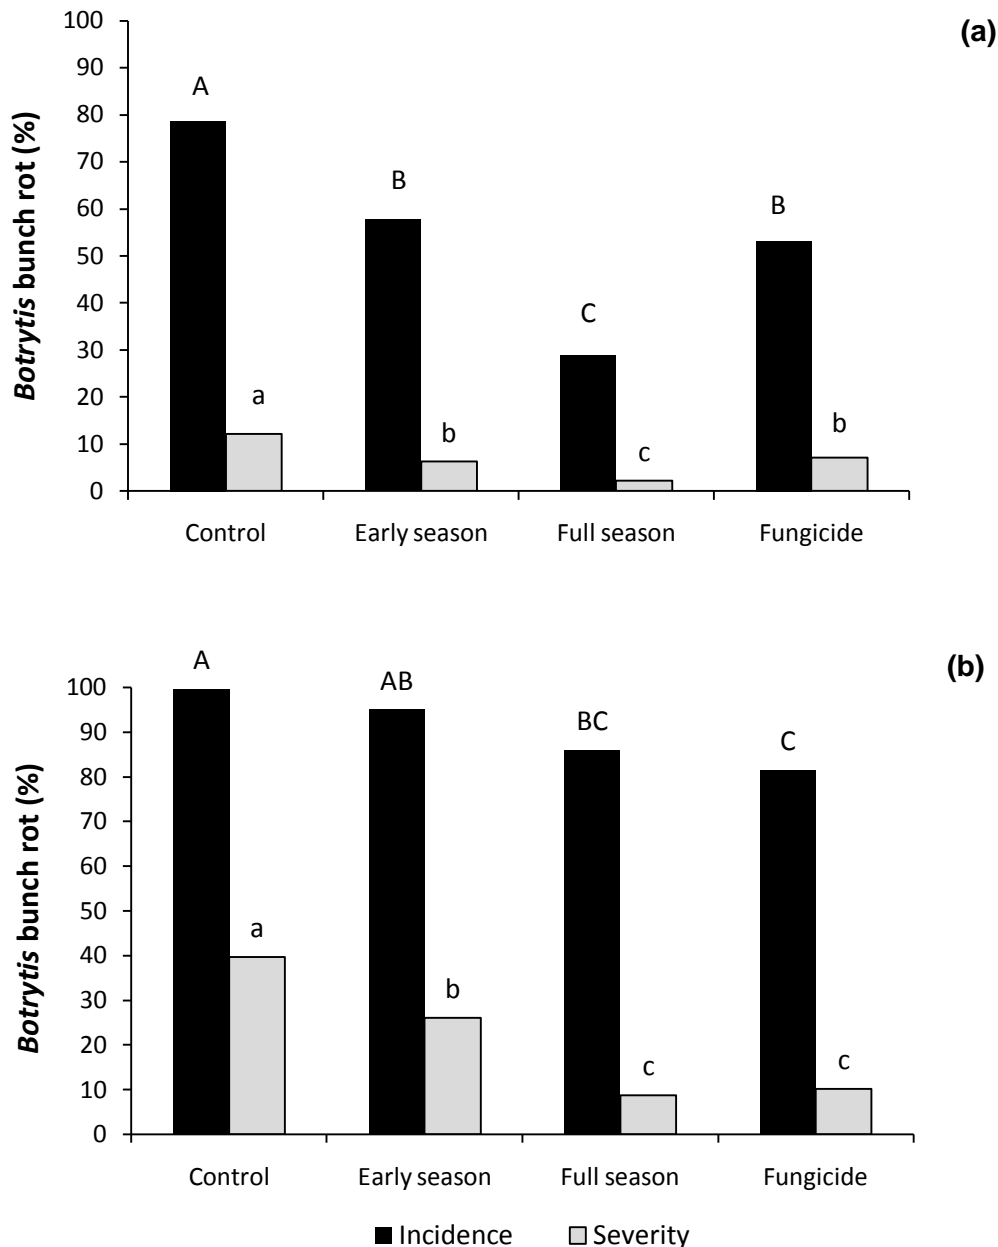 (a)
Botrytis bunch rot (%)
100
90
80
70
60
50
40
30
20
10
0
A
a
B
b
C
c
B
b
Control Early season Full season Fungicide
(b)
Botrytis bunch rot (%)
100
90
80
70
60
50
40
30
20
10
0
A
a
AB
b
BC
c
C
c
Control Early season Full season Fungicide
Incidence Severity